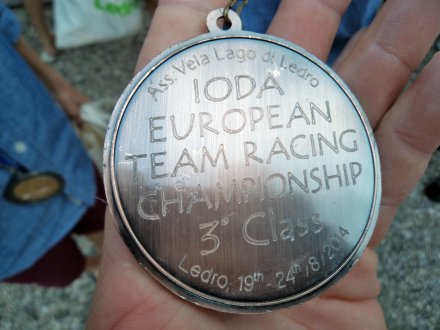 Ass. Vela Lago di Ledro
IODA
EUROPEAN
TEAM RACING
CHAMPIONSHIP
3° Class
Ledro, 19th - 24th/8/2014